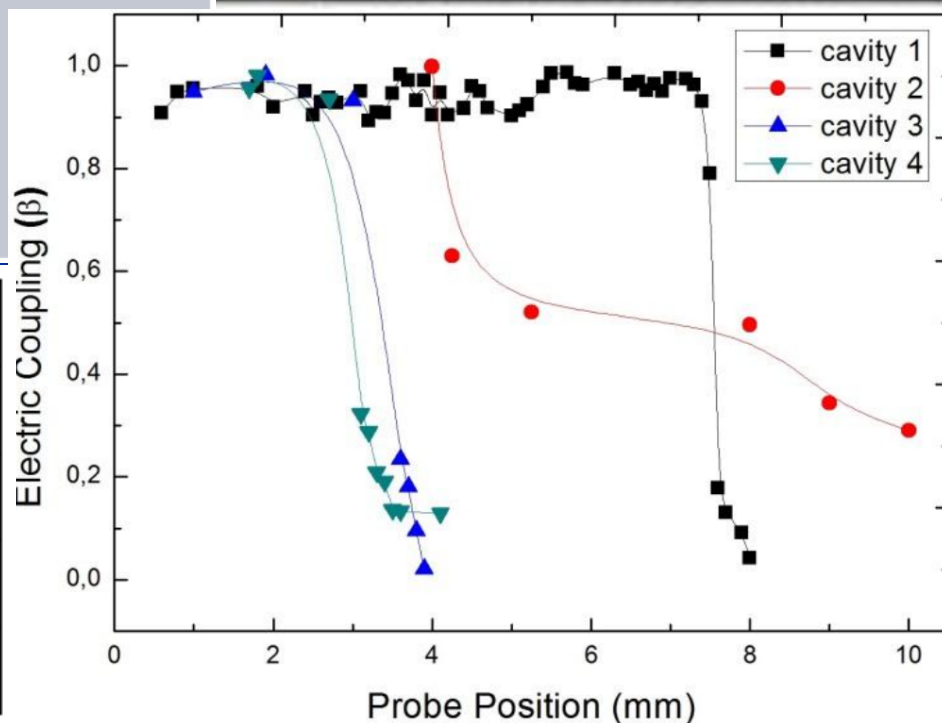 cavity 1
cavity 2
cavity 3
cavity 4
Electric Coupling (β)
1,0
0,8
0,6
0,4
0,2
0,0
0 2 4 6 8 10
Probe Position (mm)